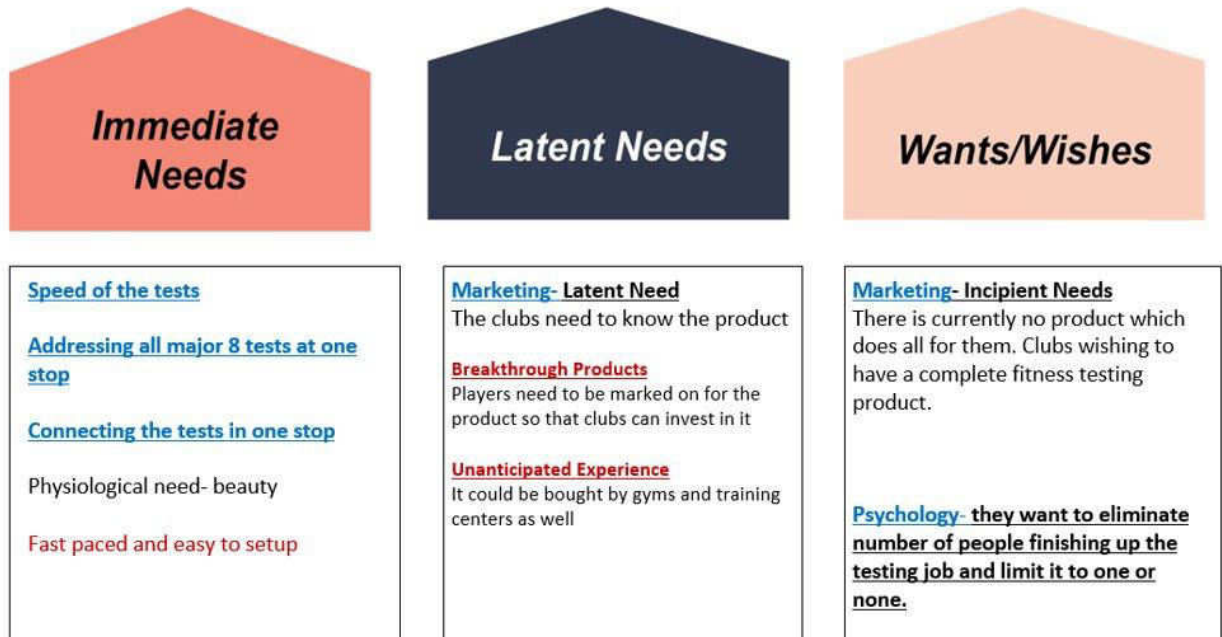 Immediate
Needs
Latent Needs
Wants/Wishes
Speed of the tests
Addressing all major 8 tests at one
stop
Connecting the tests in one stop
Physiological need- beauty
Fast paced and easy to setup
Marketing- Latent Need
The clubs need to know the product
Breakthrough Products
Players need to be marked on for the
product so that clubs can invest in it
Unanticipated Experience
It could be bought by gyms and training
centers as well
Marketing- Incipient Needs
There is currently no product which
does all for them. Clubs wishing to
have a complete fitness testing
product.
Psychology- they want to eliminate
number of people finishing up the
testing job and limit it to one or
none.